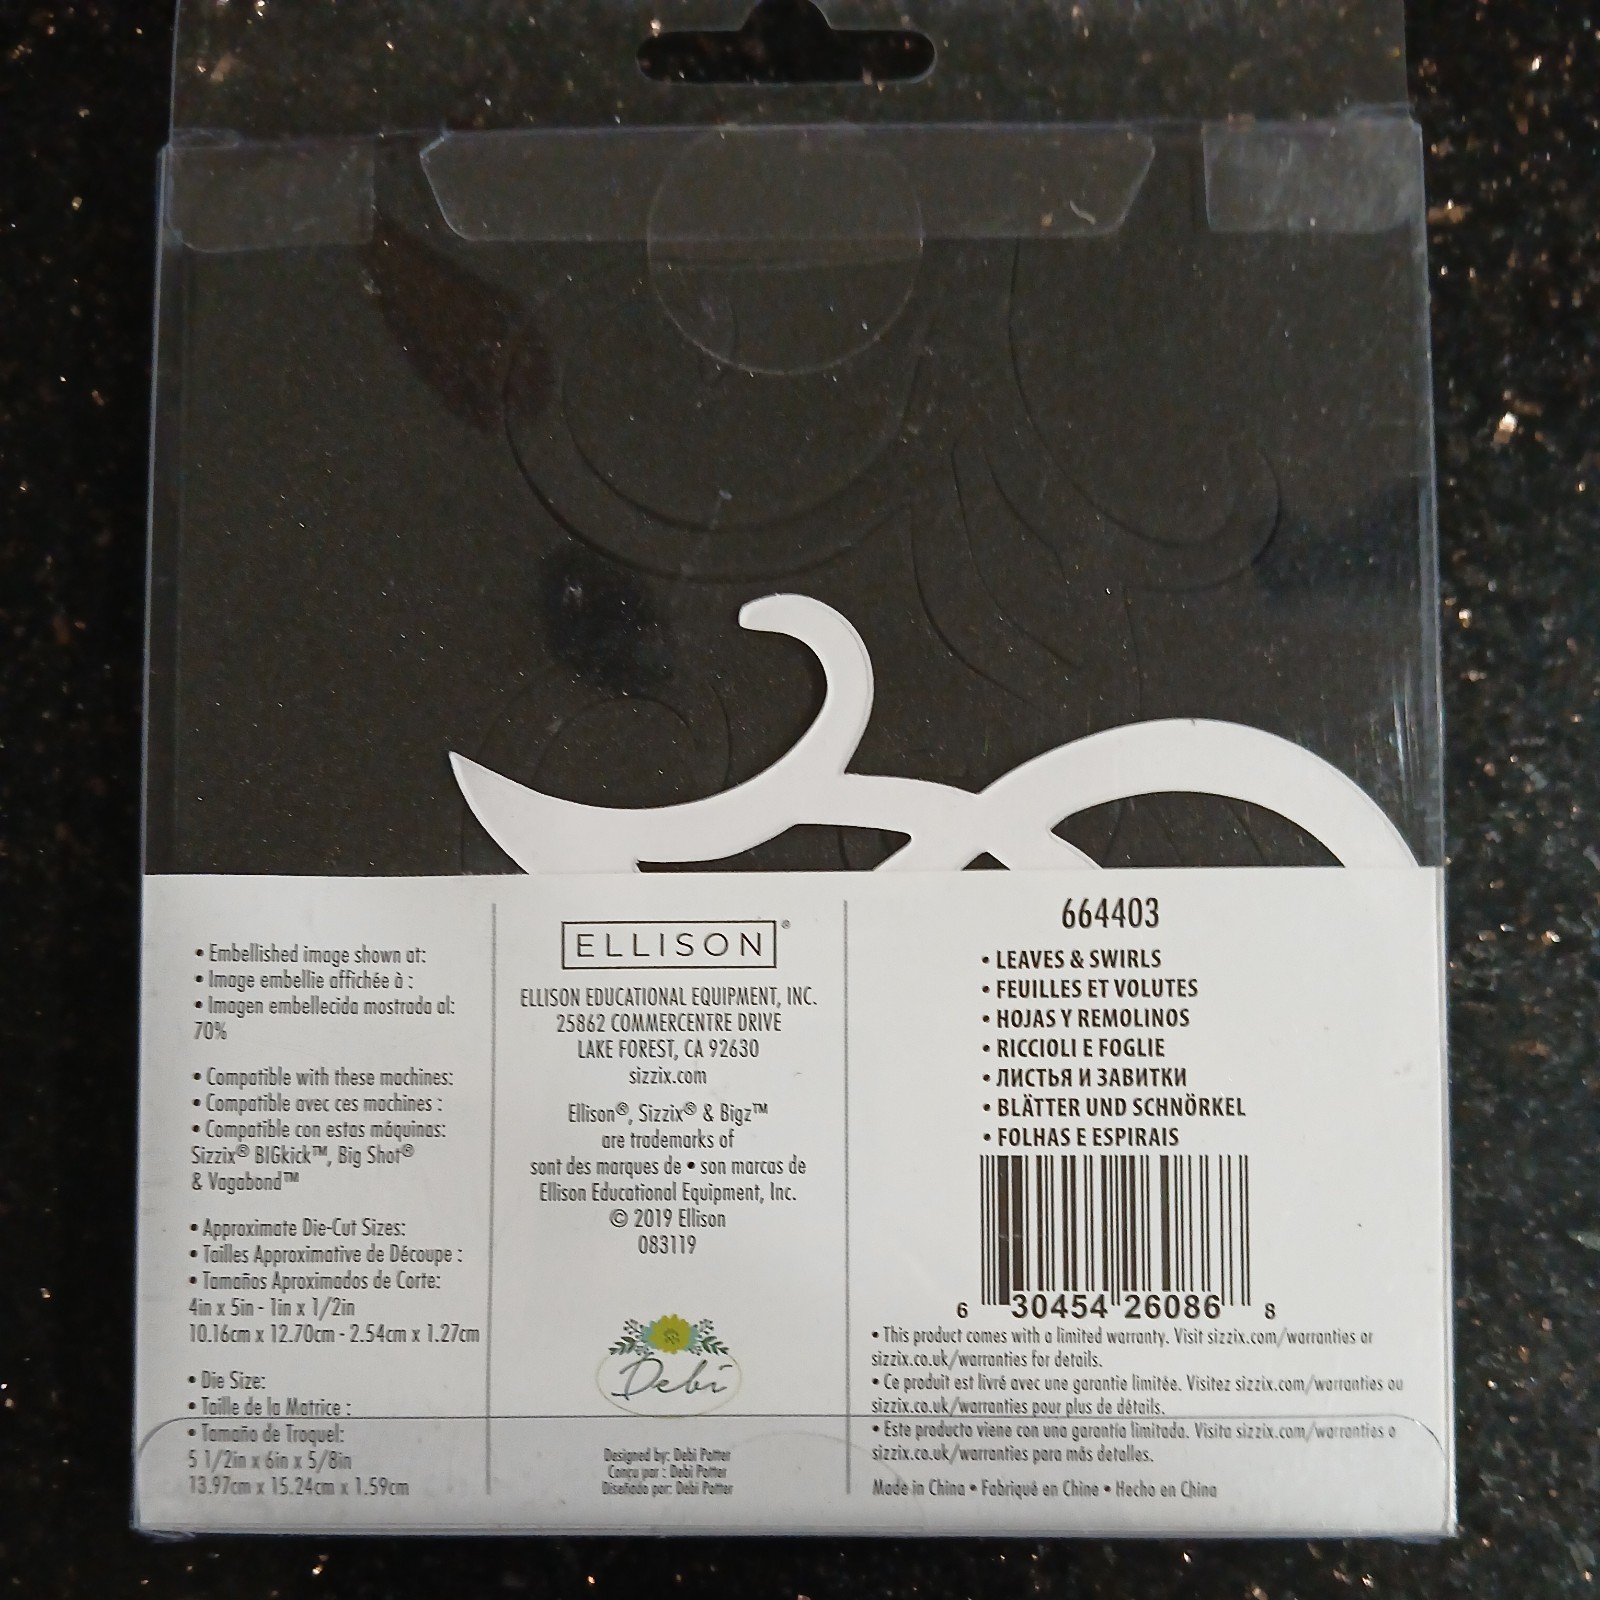 • Embellished image shown at:
• Image embellie affichée à :
• Imagen embellecida mostrada al:
70%
• Compatible with these machines:
• Compatible avec ces machines :
• Compatible con estas máquinas:
Sizzix® BIGkick™, Big Shot®
& Vagabond™
• Approximate Die-Cut Sizes:
• Tailles Approximative de Découpe :
• Tamaños Aproximados de Corte:
4in x 5in - 1in x 1/2in
10.16cm x 12.70cm - 2.54cm x 1.27cm
• Die Size:
• Taille de la Matrice :
• Tamaño de Troquel:
5 1/2in x 6in x 5/8in
13.97cm x 15.24cm x 1.59cm
ELLISON®
ELLISON EDUCATIONAL EQUIPMENT, INC.
25862 COMMERCENTRE DRIVE
LAKE FOREST, CA 92630
sizzix.com
Ellison®, Sizzix® & Bigz™
are trademarks of
sont des marques de • son marcas de
Ellison Educational Equipment, Inc.
© 2019 Ellison
083119
Debi
Designed by: Debi Potter
Conçu par : Debi Potter
Diseñado por: Debi Potter
664403
• LEAVES & SWIRLS
• FEUILLES ET VOLUTES
• HOJAS Y REMOLINOS
• RICCIOLI E FOGLIE
• ЛИСТЬЯ И ЗАВИТКИ
• BLÄTTER UND SCHNÖRKEL
• FOLHAS E ESPIRAIS
6 30454 26086 8
• This product comes with a limited warranty. Visit sizzix.com/warranties or
sizzix.co.uk/warranties for details.
• Ce produit est livré avec une garantie limitée. Visitez sizzix.com/warranties ou
sizzix.co.uk/warranties pour plus de détails.
• Este producto viene con una garantía limitada. Visita sizzix.com/warranties o
sizzix.co.uk/warranties para más detalles.
Made in China • Fabriqué en Chine • Hecho en China